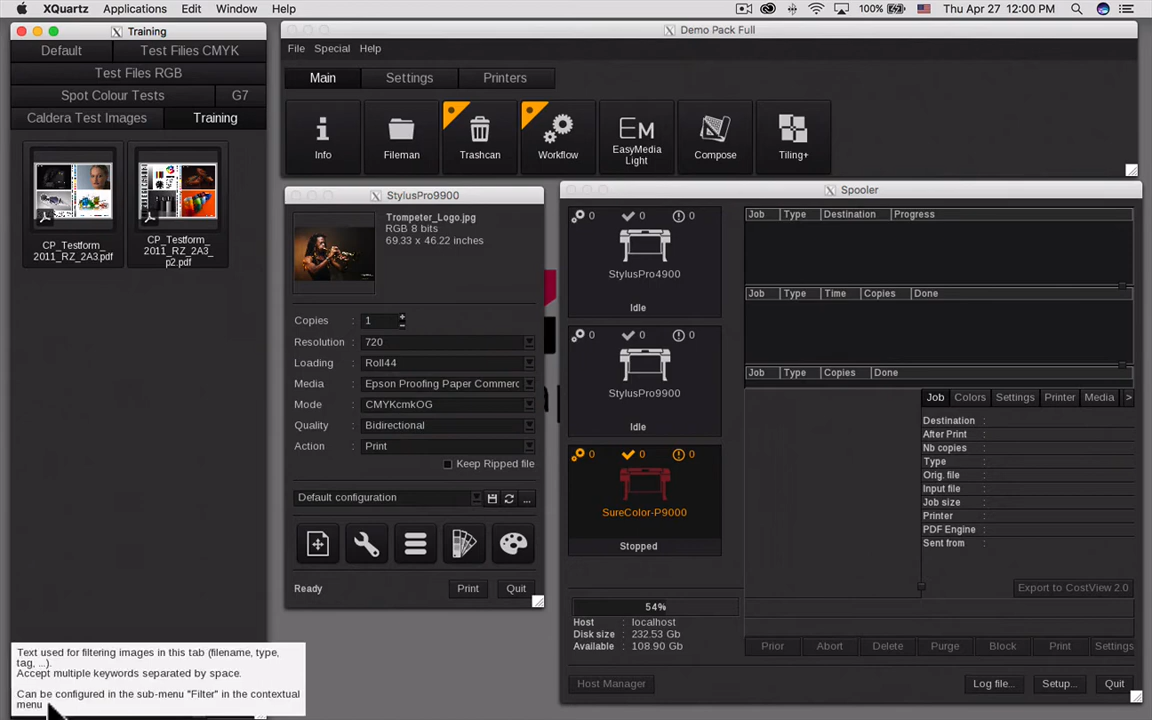 XQuartz Applications Edit Window Help
100% Thu Apr 27 12:00 PM
Training
Default Test Filies CMYK
Test Files RGB
Spot Colour Tests G7
Caldera Test Images Training
CP_Testform_
2011_RZ_2A3.pdf
CP_Testform_
2011_RZ_2A3_
p2.pdf
Text used for filtering images in this tab (filename, type,
tag, ...).
Accept multiple keywords separated by space.
Can be configured in the sub-menu "Filter" in the contextual
menu
Demo Pack Full
File Special Help
Main Settings Printers
Info
Fileman
Trashcan
Workflow
EM
EasyMedia
Light
Compose
Tiling+
StylusPro9900
Trompeter_Logo.jpg
RGB 8 bits
69.33 x 46.22 inches
Copies : 1
Resolution : 720
Loading : Roll44
Media : Epson Proofing Paper Commerc
Mode : CMYKcmkOG
Quality : Bidirectional
Action : Print
Keep Ripped file
Default configuration ...
Ready Print Quit
Spooler
0 0 0
StylusPro4900
Idle
0 0 0
StylusPro9900
Idle
0 0 0
SureColor-P9000
Stopped
54%
Host : localhost
Disk size : 232.53 Gb
Available : 108.90 Gb
Host Manager
Job Type Destination Progress
Job Type Time Copies Done
Job Type Copies Done
Job Colors Settings Printer Media >
Destination :
After Print :
Nb copies :
Type :
Orig. file :
Input file :
Job size :
Printer :
PDF Engine :
Sent from :
Export to CostView 2.0
Prior Abort Delete Purge Block Print Settings
Log file... Setup... Quit